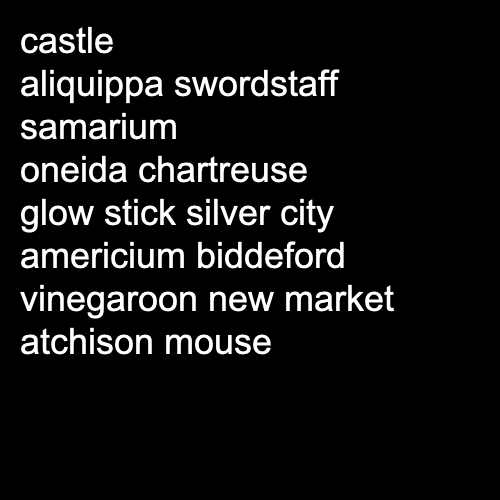 castle
aliquippa swordstaff
samarium
oneida chartreuse
glow stick silver city
americium biddeford
vinegaroon new market
atchison mouse